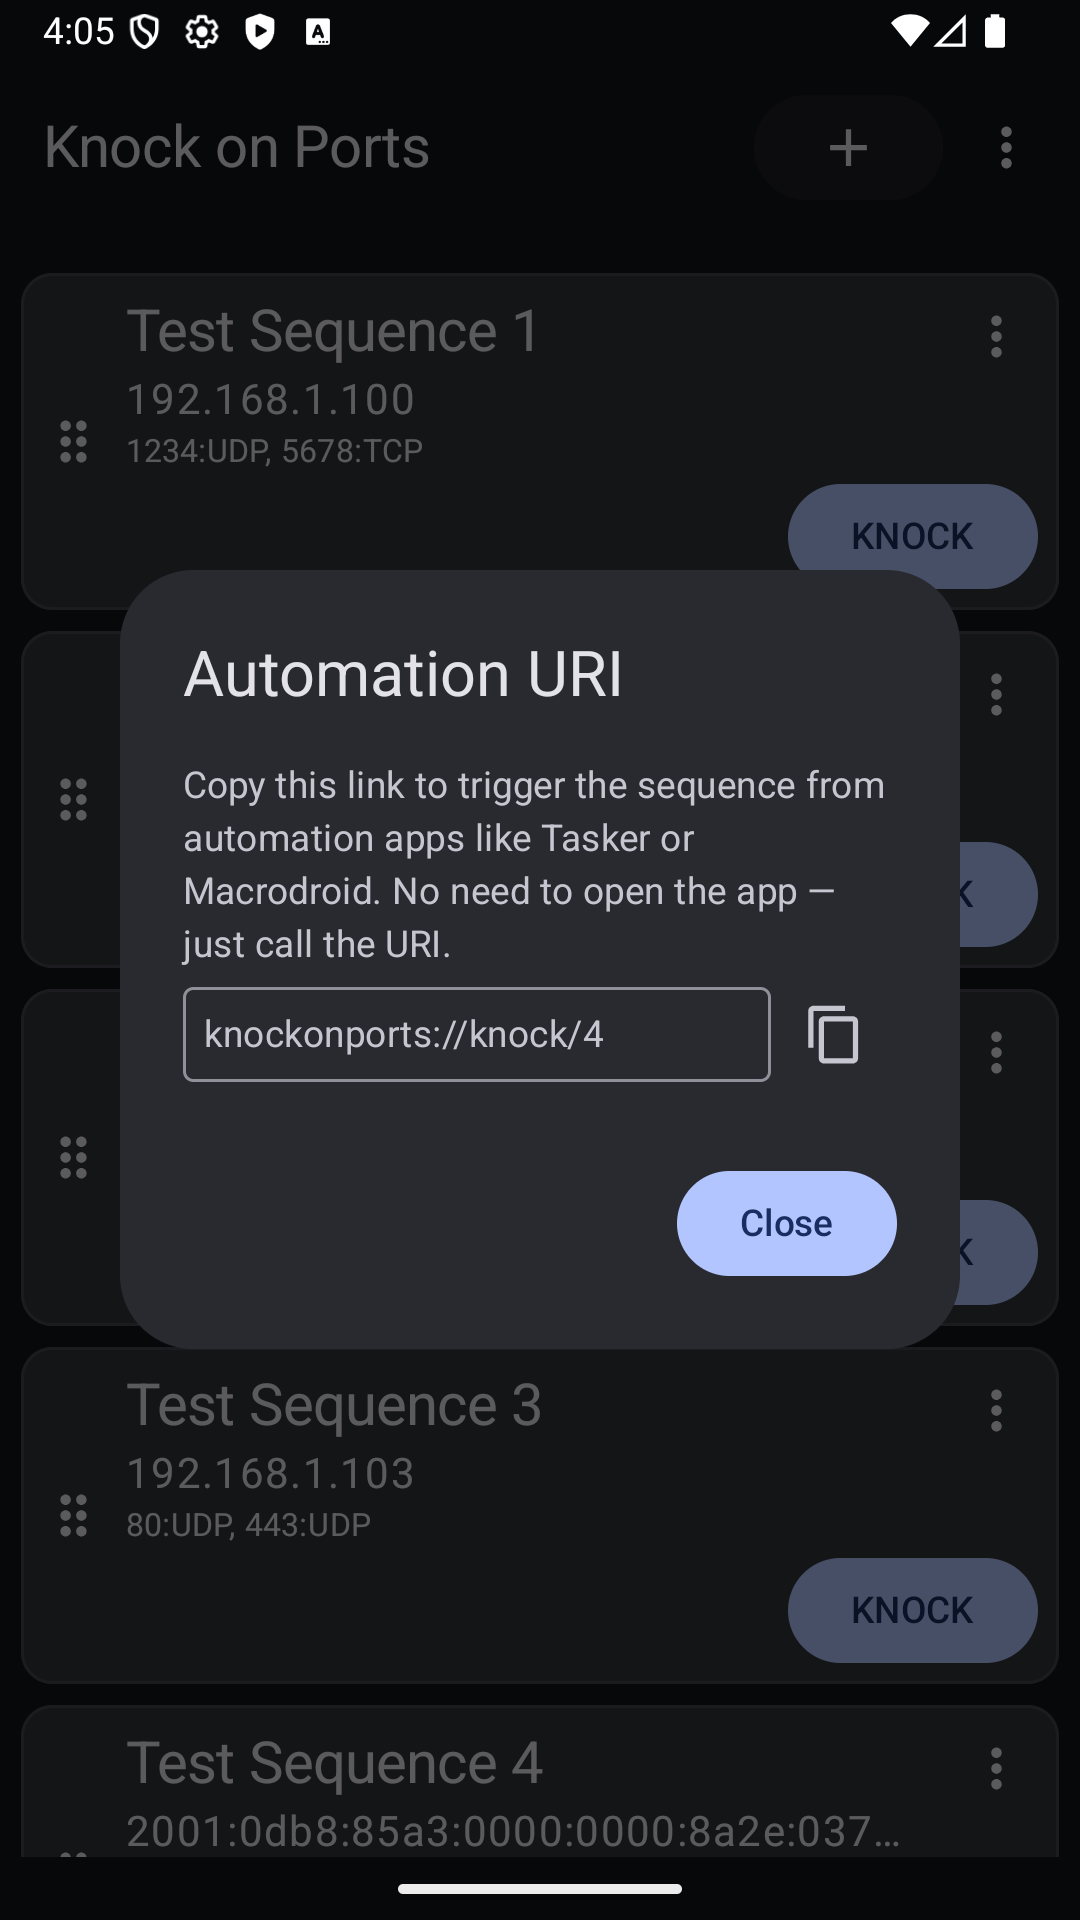 4:05
Knock on Ports
Test Sequence 1
192.168.1.100
1234:UDP, 5678:TCP
KNOCK
Automation URI
Copy this link to trigger the sequence from
automation apps like Tasker or
Macrodroid. No need to open the app —
just call the URI.
knockonports://knock/4
Close
Test Sequence 3
192.168.1.103
80:UDP, 443:UDP
KNOCK
Test Sequence 4
2001:0db8:85a3:0000:0000:8a2e:037…